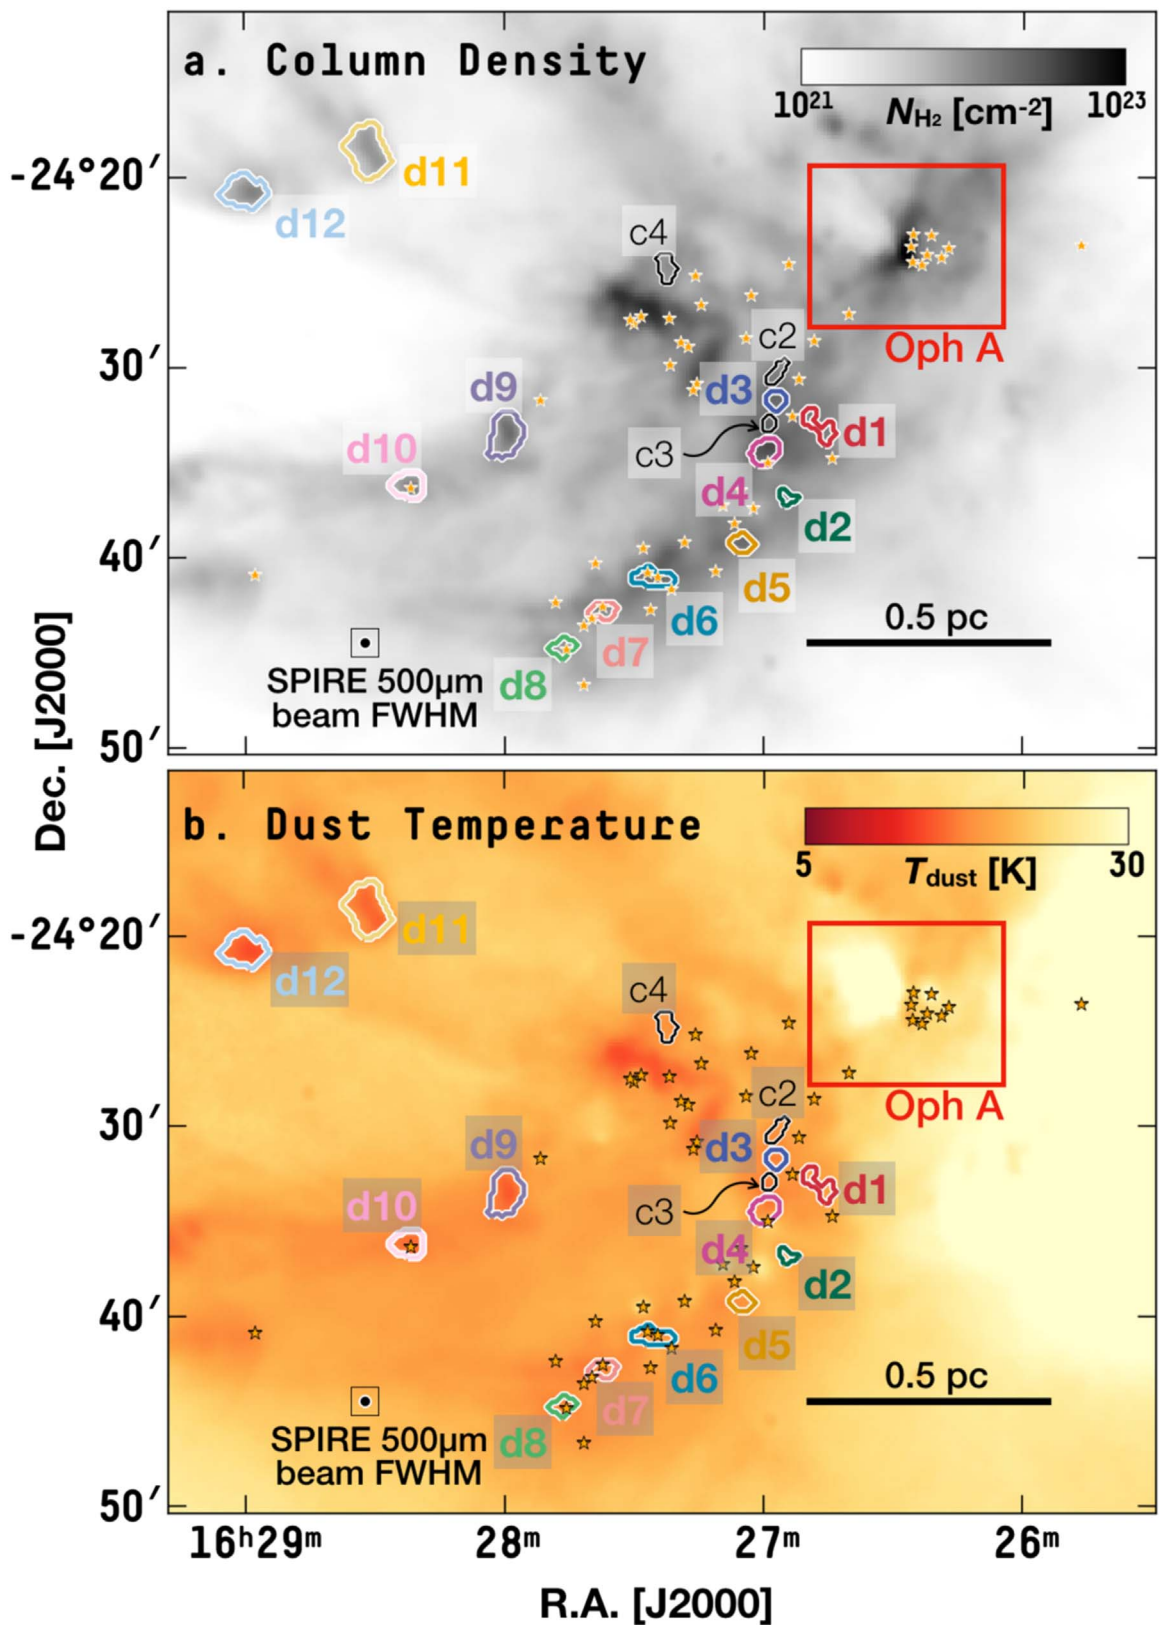 a. Column Density
10²¹ N_H₂ [cm⁻²] 10²³
-24°20′
d11
d12
c4
Oph A
c2
30′
d9
d3
d10
c3
d1
d4
d2
40′
d5
0.5 pc
d6
d7
SPIRE 500μm
beam FWHM
d8
50′
Dec. [J2000]
b. Dust Temperature
5 T_dust [K] 30
-24°20′
d11
d12
c4
Oph A
c2
30′
d9
d3
d10
c3
d1
d4
d2
40′
d5
0.5 pc
d6
d7
SPIRE 500μm
beam FWHM
d8
50′
16ʰ29ᵐ 28ᵐ 27ᵐ 26ᵐ
R.A. [J2000]